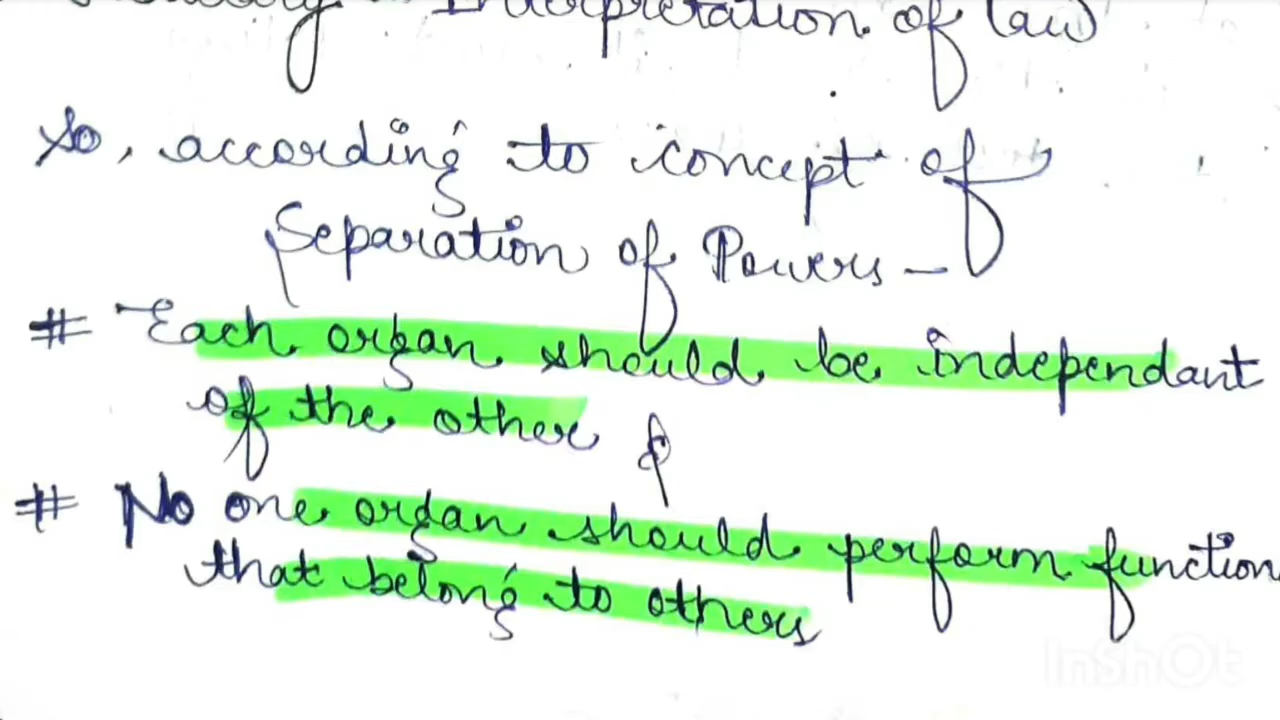 Interpretation of law
So, according to concept of
Separation of Powers -
# Each organ should be independant
of the other &
# No one organ should perform function
that belong to others
InShOt